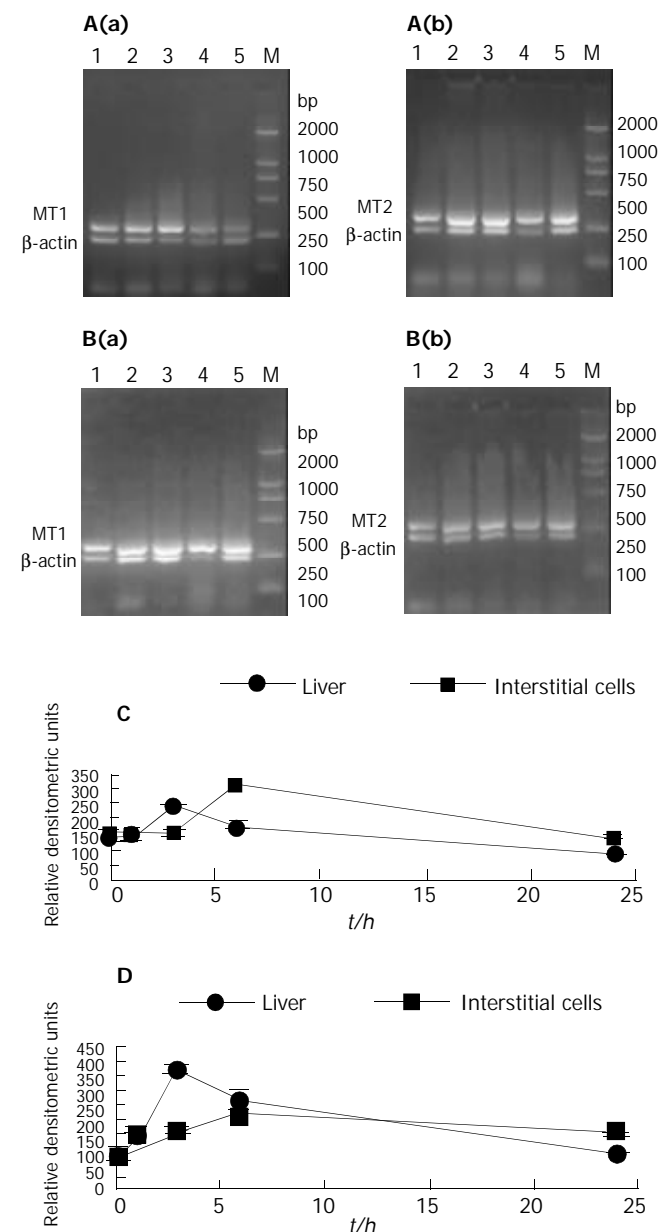 A(a)
1 2 3 4 5 M
bp
2000
1000
750
500
250
100
MT1
β-actin
A(b)
1 2 3 4 5 M
bp
2000
1000
750
500
250
100
MT2
β-actin
B(a)
1 2 3 4 5 M
bp
2000
1000
750
500
250
100
MT1
β-actin
B(b)
1 2 3 4 5 M
bp
2000
1000
750
500
250
100
MT2
β-actin
Liver Interstitial cells
C
Relative densitometric units
350
300
250
200
150
100
50
0
0 5 10 15 20 25
t/h
D
Liver Interstitial cells
Relative densitometric units
450
400
350
300
250
200
150
100
50
0
0 5 10 15 20 25
t/h